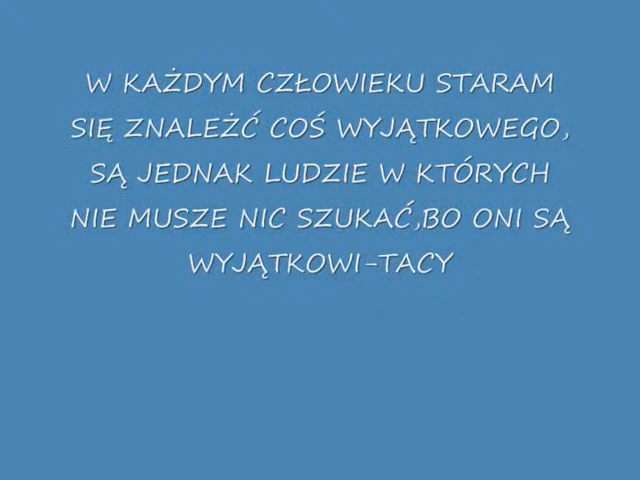 W KAŻDYM CZŁOWIEKU STARAM
SIĘ ZNALEŹĆ COŚ WYJĄTKOWEGO,
SĄ JEDNAK LUDZIE W KTÓRYCH
NIE MUSZE NIC SZUKAĆ,BO ONI SĄ
WYJĄTKOWI-TACY